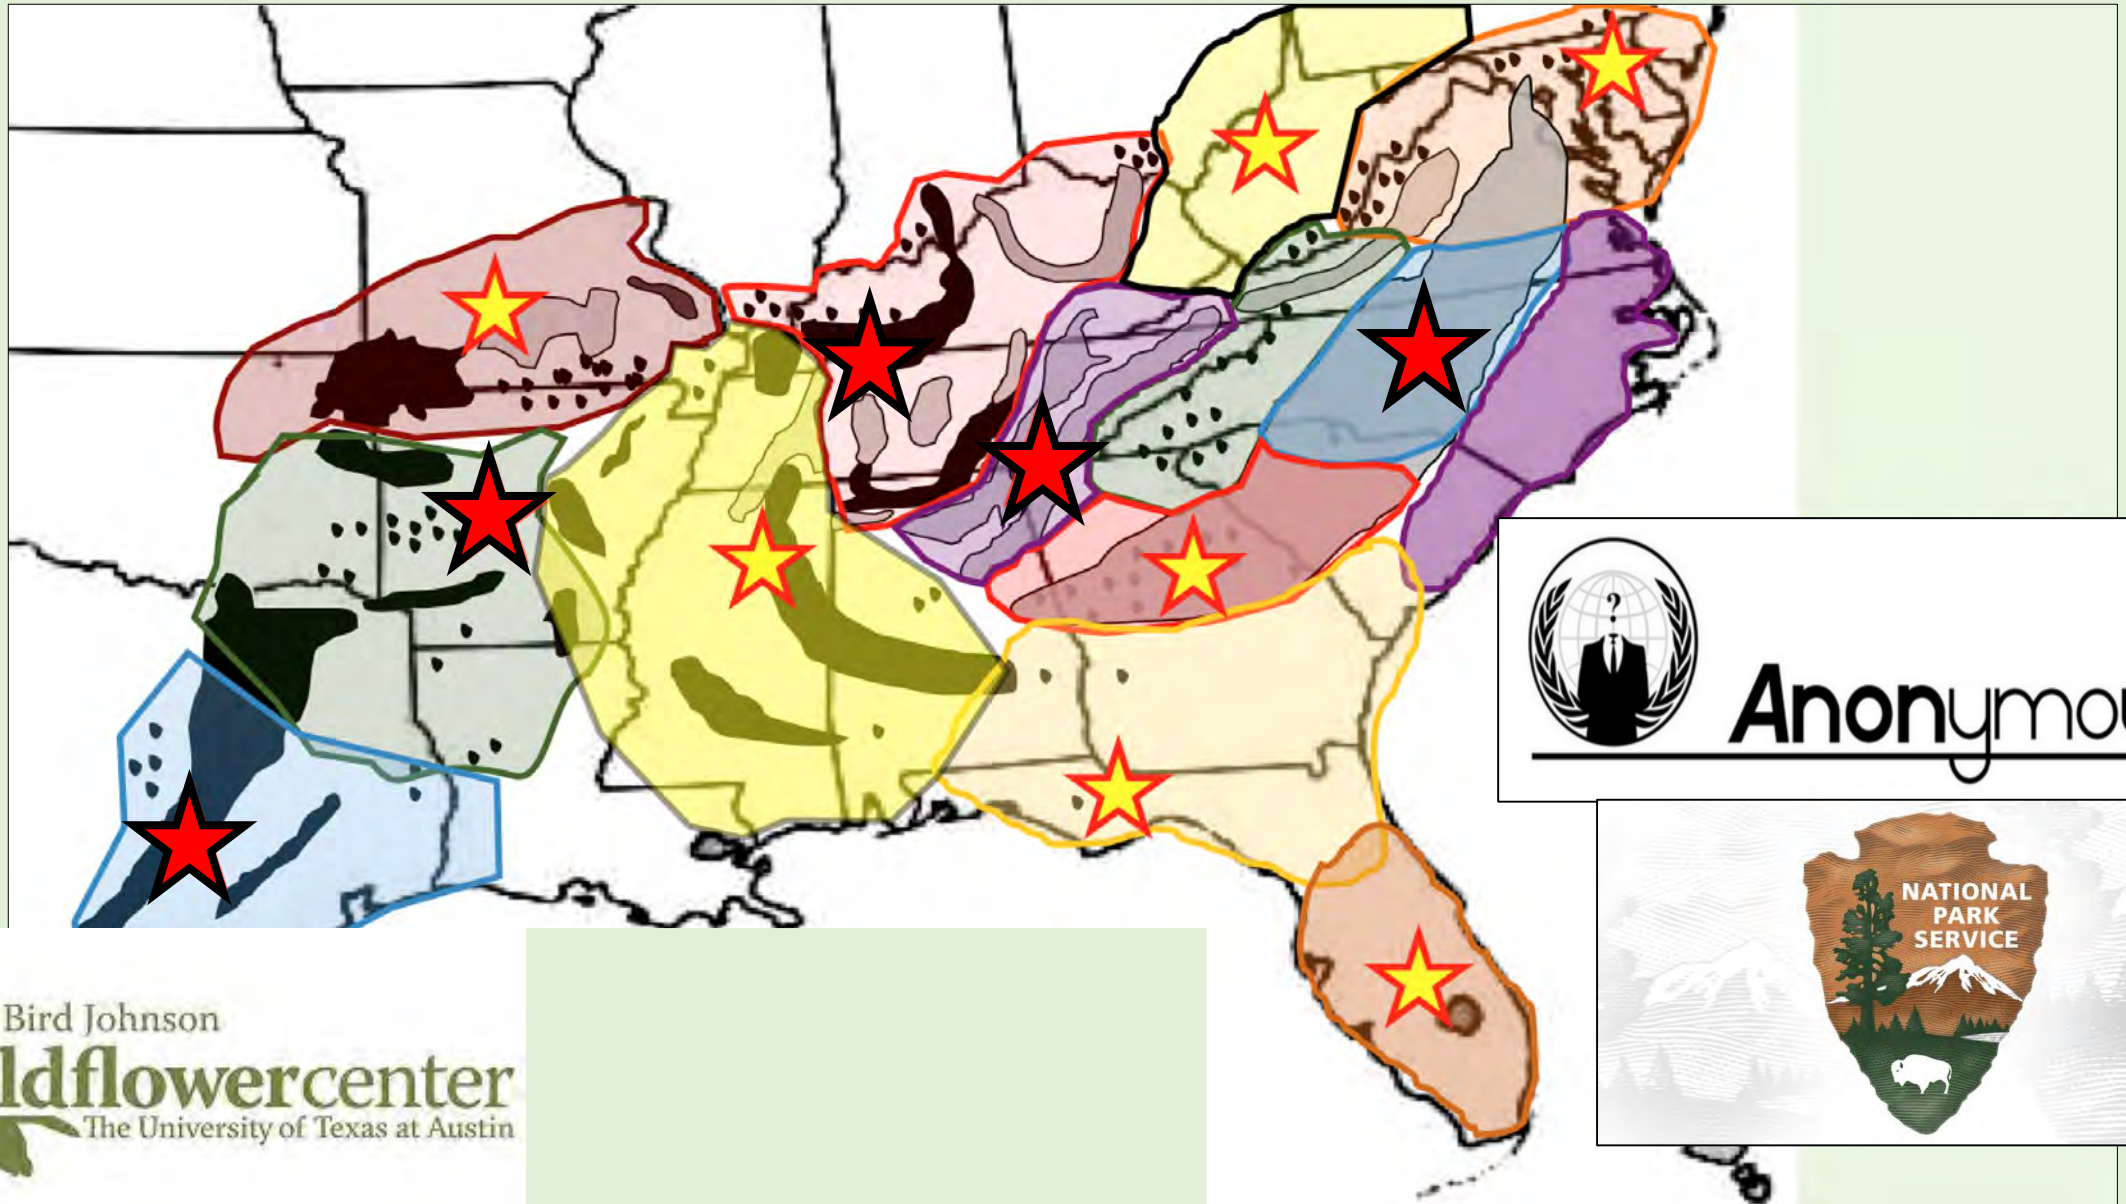 ?
Anonymou
NATIONAL
PARK
SERVICE
Bird Johnson
ldflowercenter
The University of Texas at Austin